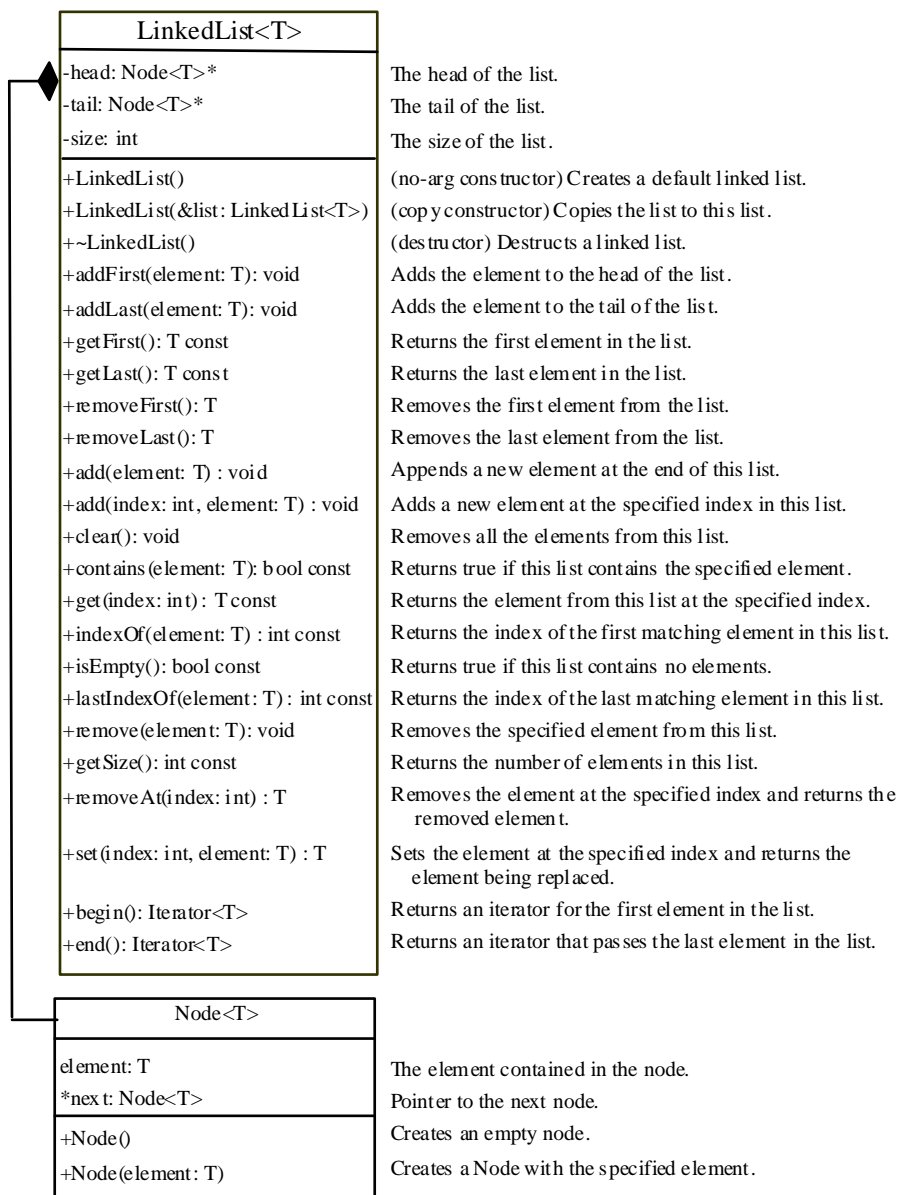 LinkedList<T>
-head: Node<T>* The head of the list.
-tail: Node<T>* The tail of the list.
-size: int The size of the list.
+LinkedList() (no-arg constructor) Creates a default linked list.
+LinkedList(&list: LinkedList<T>) (copy constructor) Copies the list to this list.
+~LinkedList() (destructor) Destructs a linked list.
+addFirst(element: T): void Adds the element to the head of the list.
+addLast(element: T): void Adds the element to the tail of the list.
+getFirst(): T const Returns the first element in the list.
+getLast(): T const Returns the last element in the list.
+removeFirst(): T Removes the first element from the list.
+removeLast(): T Removes the last element from the list.
+add(element: T) : void Appends a new element at the end of this list.
+add(index: int, element: T) : void Adds a new element at the specified index in this list.
+clear(): void Removes all the elements from this list.
+contains(element: T): bool const Returns true if this list contains the specified element.
+get(index: int) : T const Returns the element from this list at the specified index.
+indexOf(element: T) : int const Returns the index of the first matching element in this list.
+isEmpty(): bool const Returns true if this list contains no elements.
+lastIndexOf(element: T) : int const Returns the index of the last matching element in this list.
+remove(element: T): void Removes the specified element from this list.
+getSize(): int const Returns the number of elements in this list.
+removeAt(index: int) : T Removes the element at the specified index and returns the
removed element.
+set(index: int, element: T) : T Sets the element at the specified index and returns the
element being replaced.
+begin(): Iterator<T> Returns an iterator for the first element in the list.
+end(): Iterator<T> Returns an iterator that passes the last element in the list.
Node<T>
element: T The element contained in the node.
*next: Node<T> Pointer to the next node.
+Node() Creates an empty node.
+Node(element: T) Creates a Node with the specified element.